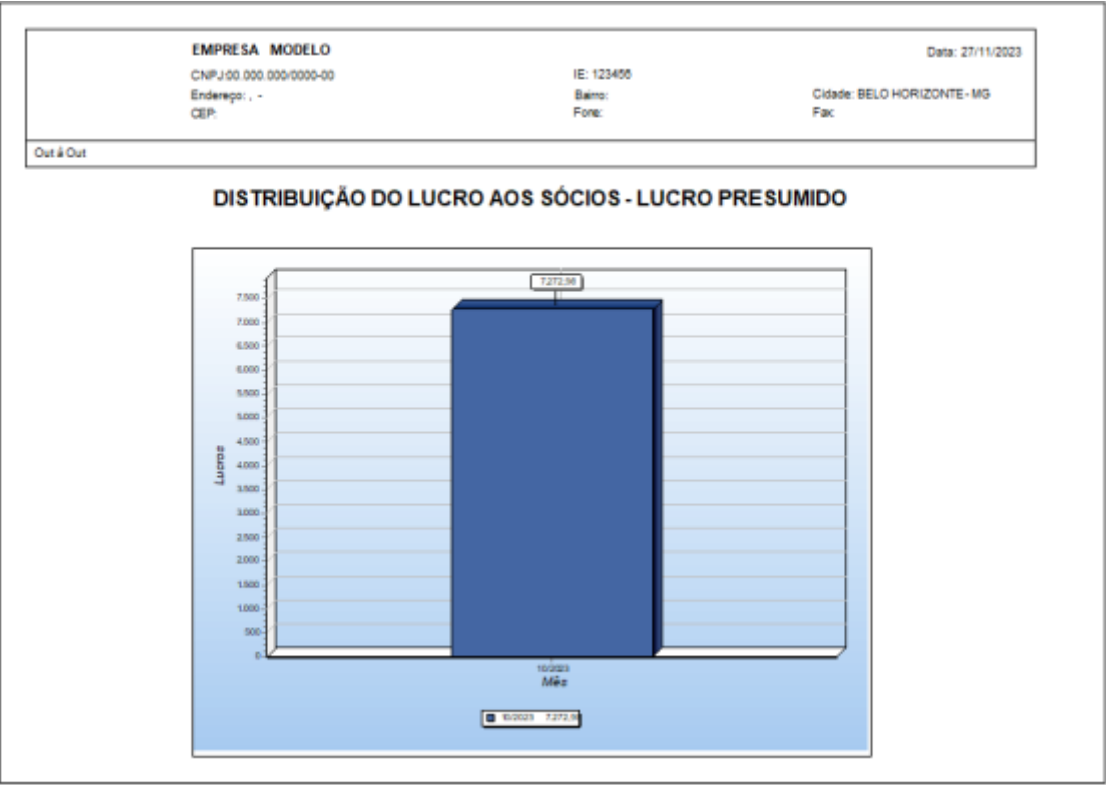 EMPRESA MODELO
Data: 27/11/2023
CNPJ:00.000.000/0000-00 IE: 123456
Endereço: , - Bairro: Cidade: BELO HORIZONTE - MG
CEP: Fone: Fax:
Out á Out
DISTRIBUIÇÃO DO LUCRO AOS SÓCIOS - LUCRO PRESUMIDO
7.272,98
7.500
7.000
6.500
6.000
5.500
5.000
4.500
4.000
3.500
3.000
2.500
2.000
1.500
1.000
500
0
Lucros
10/2023
Mês
10/2023 7.272,98